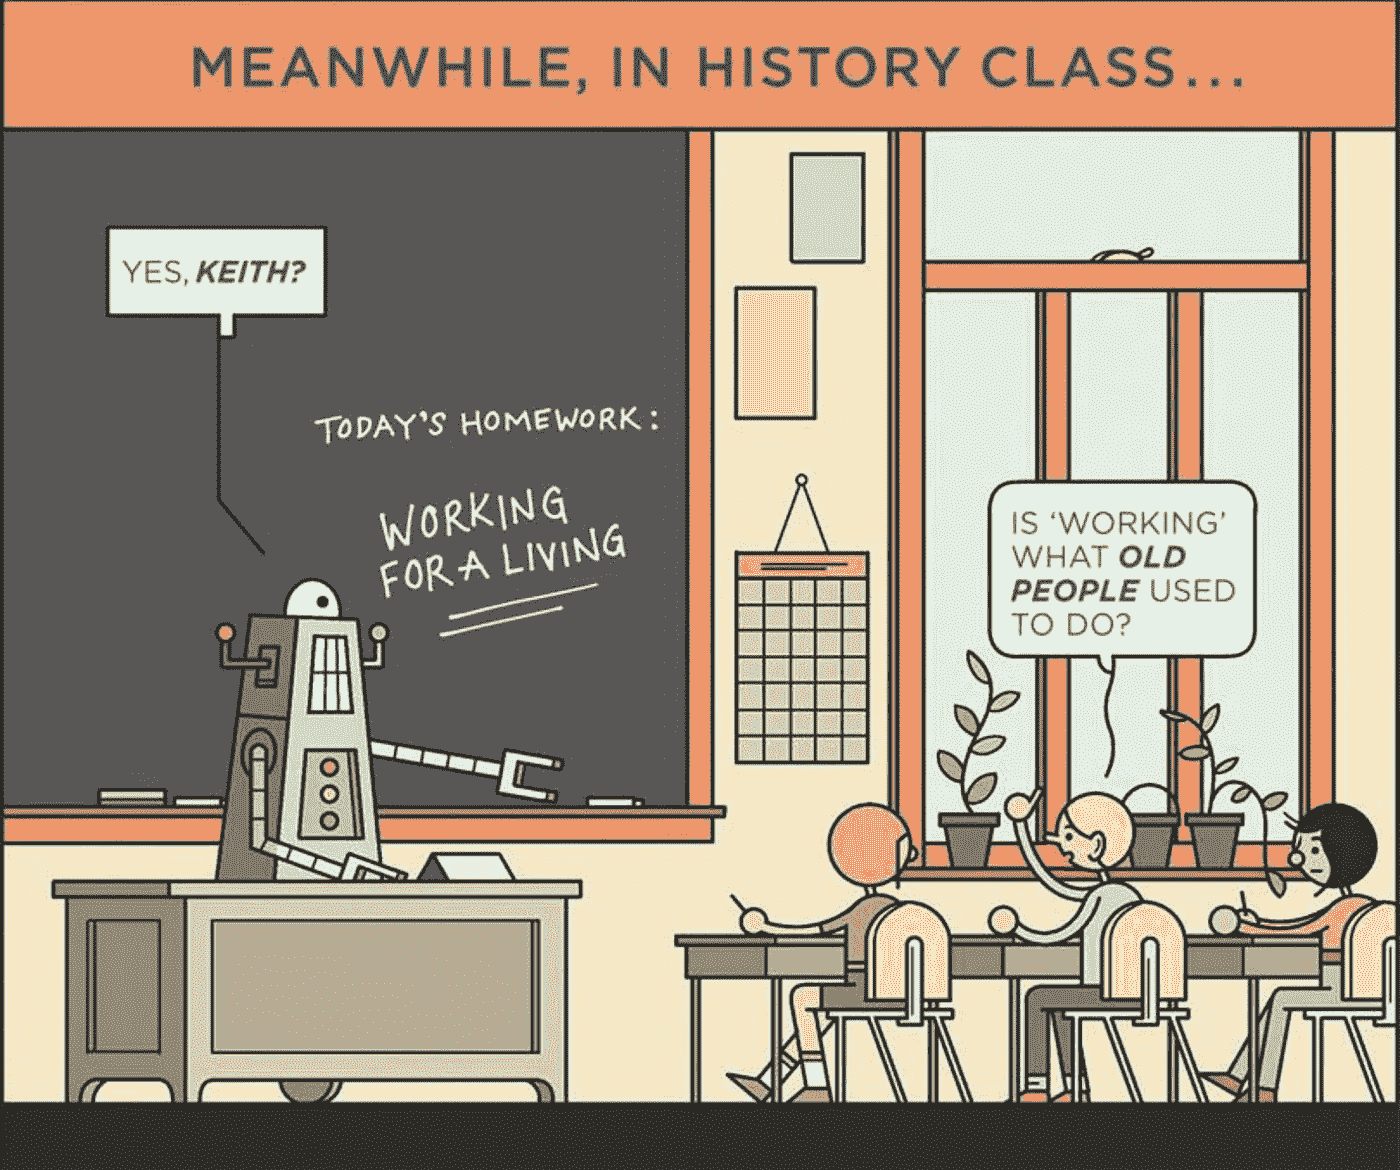 MEANWHILE, IN HISTORY CLASS...
YES, KEITH?
TODAY'S HOMEWORK:
WORKING
FOR A LIVING
IS ‘WORKING’
WHAT OLD
PEOPLE USED
TO DO?